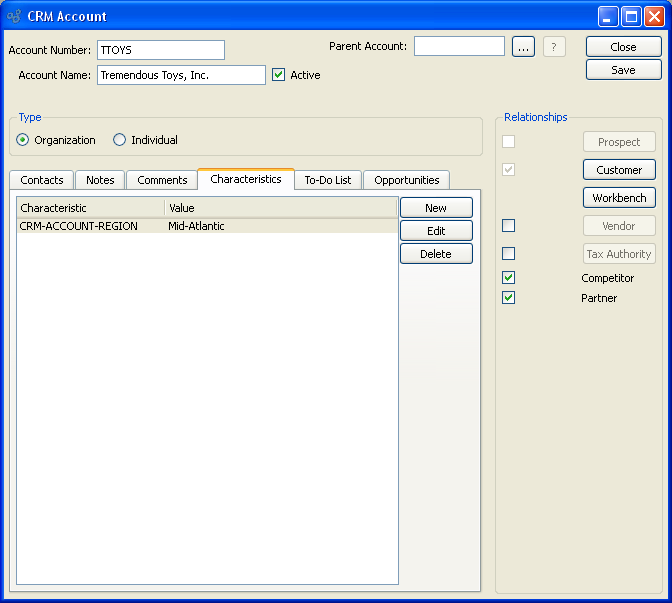 CRM Account
Account Number: TTOYS
Parent Account: ... ?
Close
Account Name: Tremendous Toys, Inc. Active
Save
Type
Organization Individual
Relationships
Prospect
Customer
Workbench
Vendor
Tax Authority
Competitor
Partner
Contacts Notes Comments Characteristics To-Do List Opportunities
Characteristic Value
CRM-ACCOUNT-REGION Mid-Atlantic
New
Edit
Delete